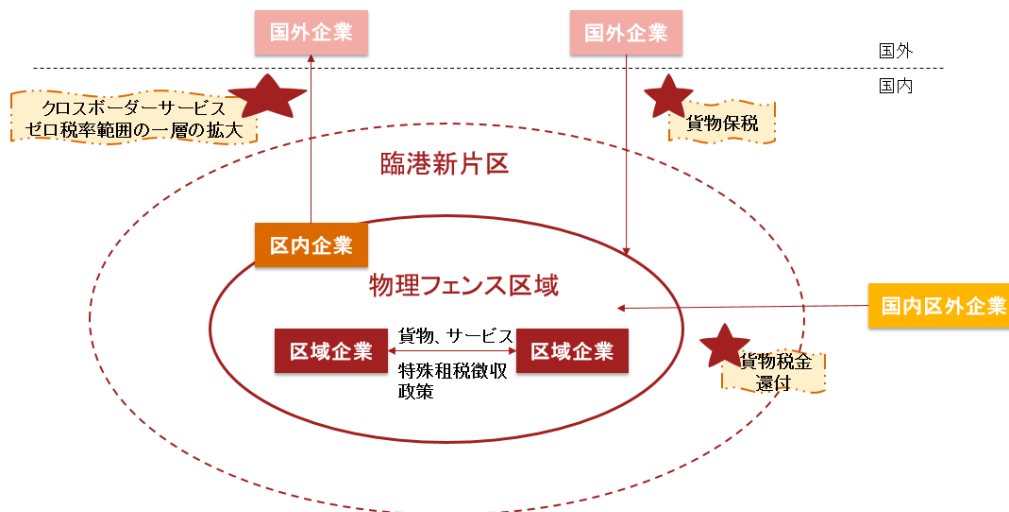 国外企業
国外企業
国外
国内
クロスボーダーサービス
ゼロ税率範囲の一層の拡大
貨物保税
臨港新片区
区内企業
物理フェンス区域
国内区外企業
区域企業
貨物、サービス
区域企業
特殊租税徴収
政策
貨物税金
還付